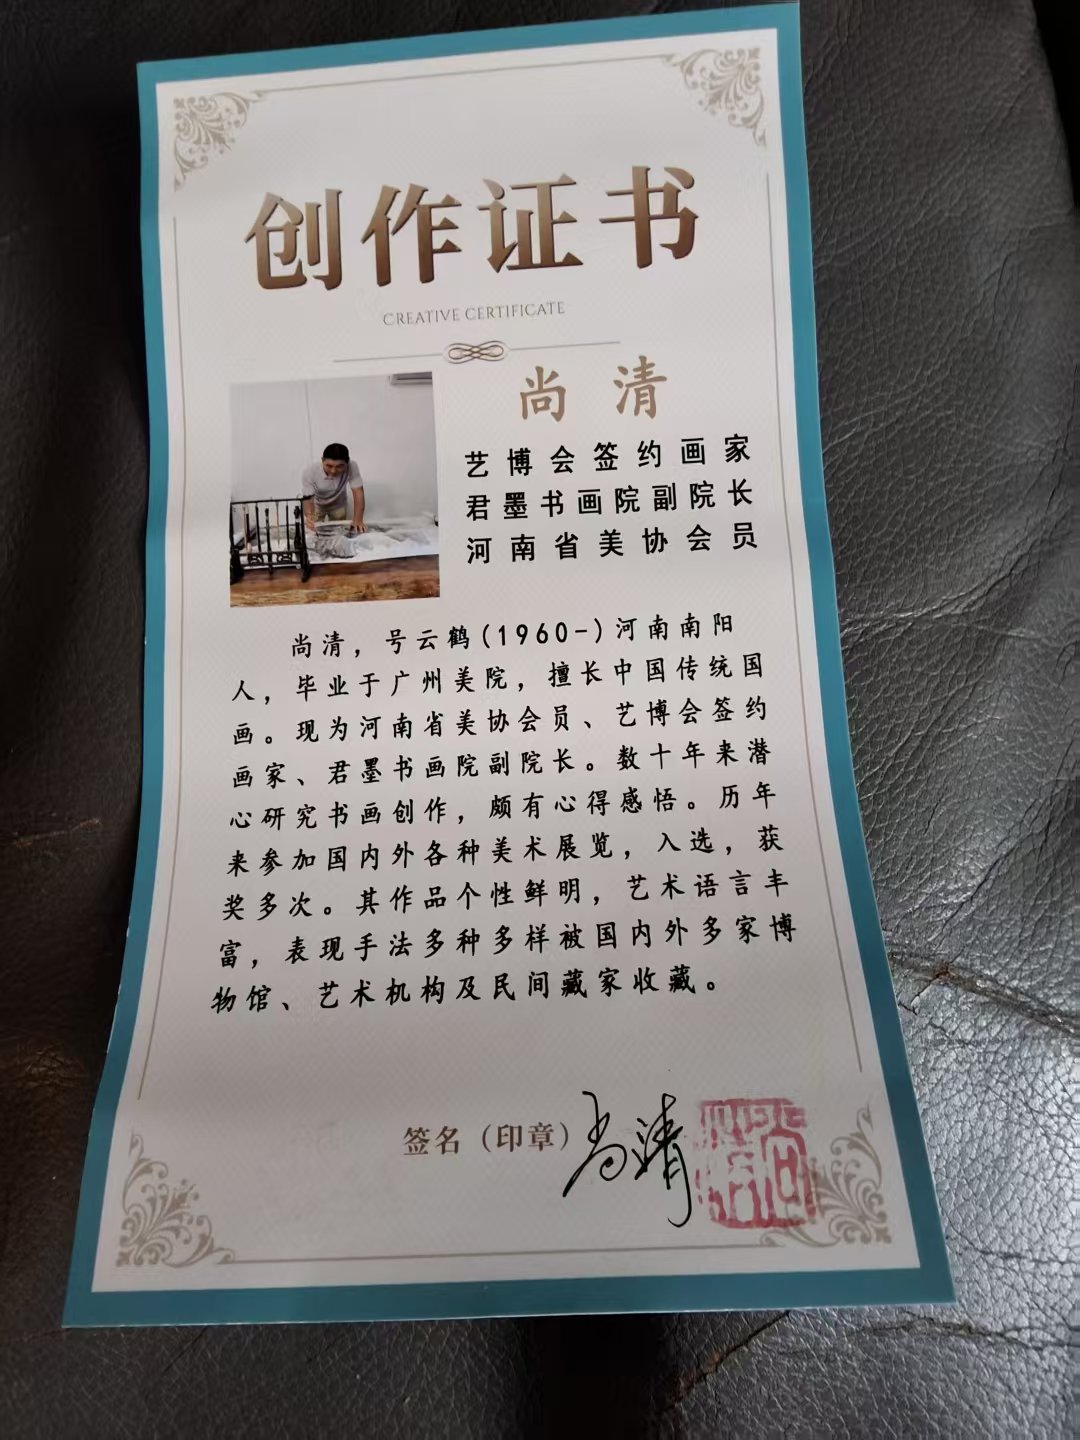 创作证书
CREATIVE CERTIFICATE
尚清
艺博会签约画家
君墨书画院副院长
河南省美协会员
尚清，号云鹤(1960-)河南南阳
人，毕业于广州美院，擅长中国传统国
画。现为河南省美协会员、艺博会签约
画家、君墨书画院副院长。数十年来潜
心研究书画创作，颇有心得感悟。历年
来参加国内外各种美术展览，入选，获
奖多次。其作品个性鲜明，艺术语言丰
富，表现手法多种多样被国内外多家博
物馆、艺术机构及民间藏家收藏。
签名（印章）尚清